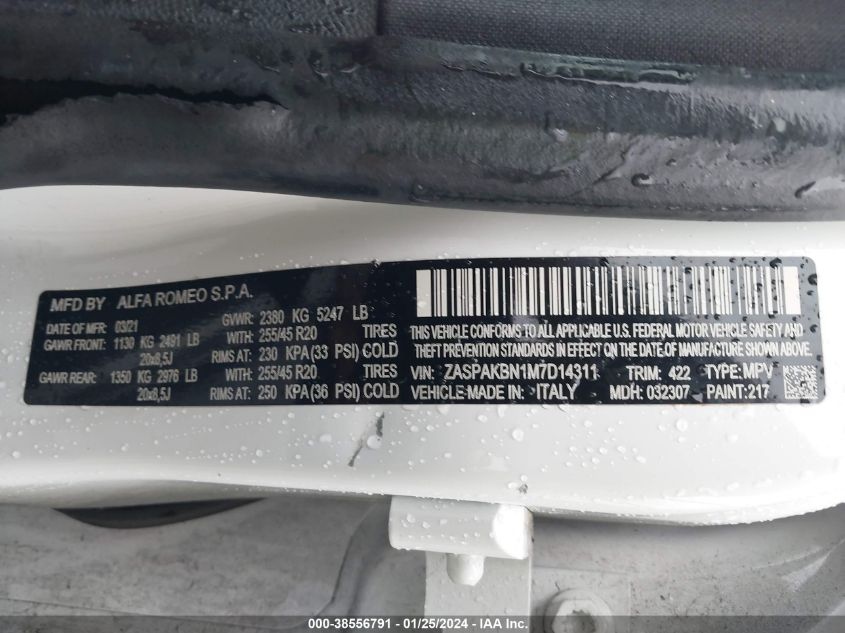 MFD BY ALFA ROMEO S.P.A.
DATE OF MFR 03/21 GVWR: 2380 KG 5247 LB
GAWR FRONT: 1130 KG 2491 LB WITH: 255/45 R20 TIRES
20x8,5J RIMS AT: 230 KPA (33 PSI) COLD
GAWR REAR: 1350 KG 2976 LB WITH: 255/45 R20 TIRES
20x8,5J RIMS AT: 250 KPA (36 PSI) COLD
THIS VEHICLE CONFORMS TO ALL APPLICABLE U.S. FEDERAL MOTOR VEHICLE SAFETY AND
THEFT PREVENTION STANDARDS IN EFFECT ON THE DATE OF MANUFACTURE SHOWN ABOVE.
VIN: ZASPAKBN1M7D14311 TRIM: 422 TYPE: MPV
VEHICLE MADE IN: ITALY MDH: 032307 PAINT: 217
000-38556791 - 01/25/2024 - IAA Inc.